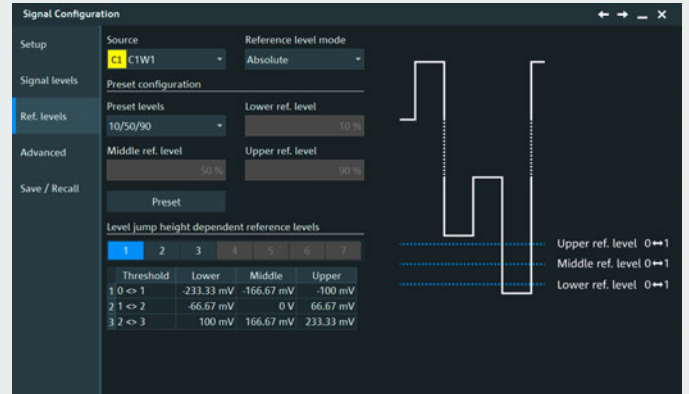 Signal Configuration
Setup
Signal levels
Ref. levels
Advanced
Save / Recall
Source
Reference level mode
C1 C1W1
Absolute
Preset configuration
Preset levels
Lower ref. level
10/50/90
10 %
Middle ref. level
Upper ref. level
50 %
90 %
Preset
Level jump height dependent reference levels
1 2 3 4 5 6 7
Threshold Lower Middle Upper
1 0 <> 1 -233.33 mV -166.67 mV -100 mV
2 1 <> 2 -66.67 mV 0 V 66.67 mV
3 2 <> 3 100 mV 166.67 mV 233.33 mV
Upper ref. level 0↔1
Middle ref. level 0↔1
Lower ref. level 0↔1